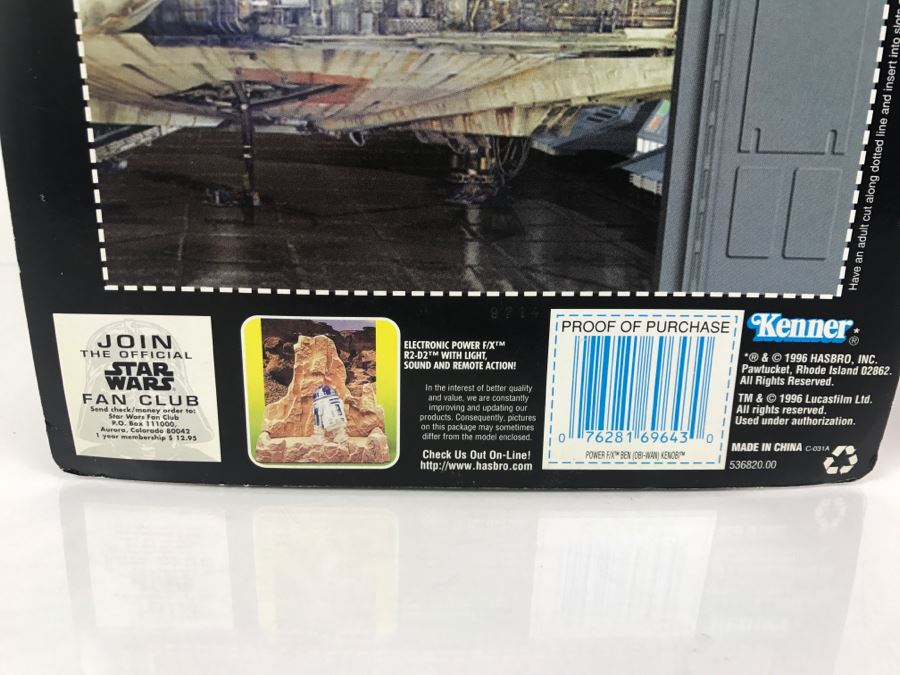 Have an adult cut along dotted line and insert into slots
JOIN
THE OFFICIAL
STAR
WARS
FAN CLUB
Send check/money order to:
Star Wars Fan Club
P.O. Box 111000,
Aurora, Colorado 80042
1 year membership $ 12.95
ELECTRONIC POWER F/X™
R2-D2™ WITH LIGHT,
SOUND AND REMOTE ACTION!
In the interest of better quality
and value, we are constantly
improving and updating our
products. Consequently, pictures
on this package may sometimes
differ from the model enclosed.
Check Us Out On-Line!
http://www.hasbro.com
PROOF OF PURCHASE
0 76281 69643 0
POWER F/X™ BEN (OBI-WAN) KENOBI™
Kenner*®
*® & © 1996 HASBRO, INC.
Pawtucket, Rhode Island 02862.
All Rights Reserved.
TM & © 1996 Lucasfilm Ltd.
All rights reserved.
Used under authorization.
MADE IN CHINA C-031A
536820.00